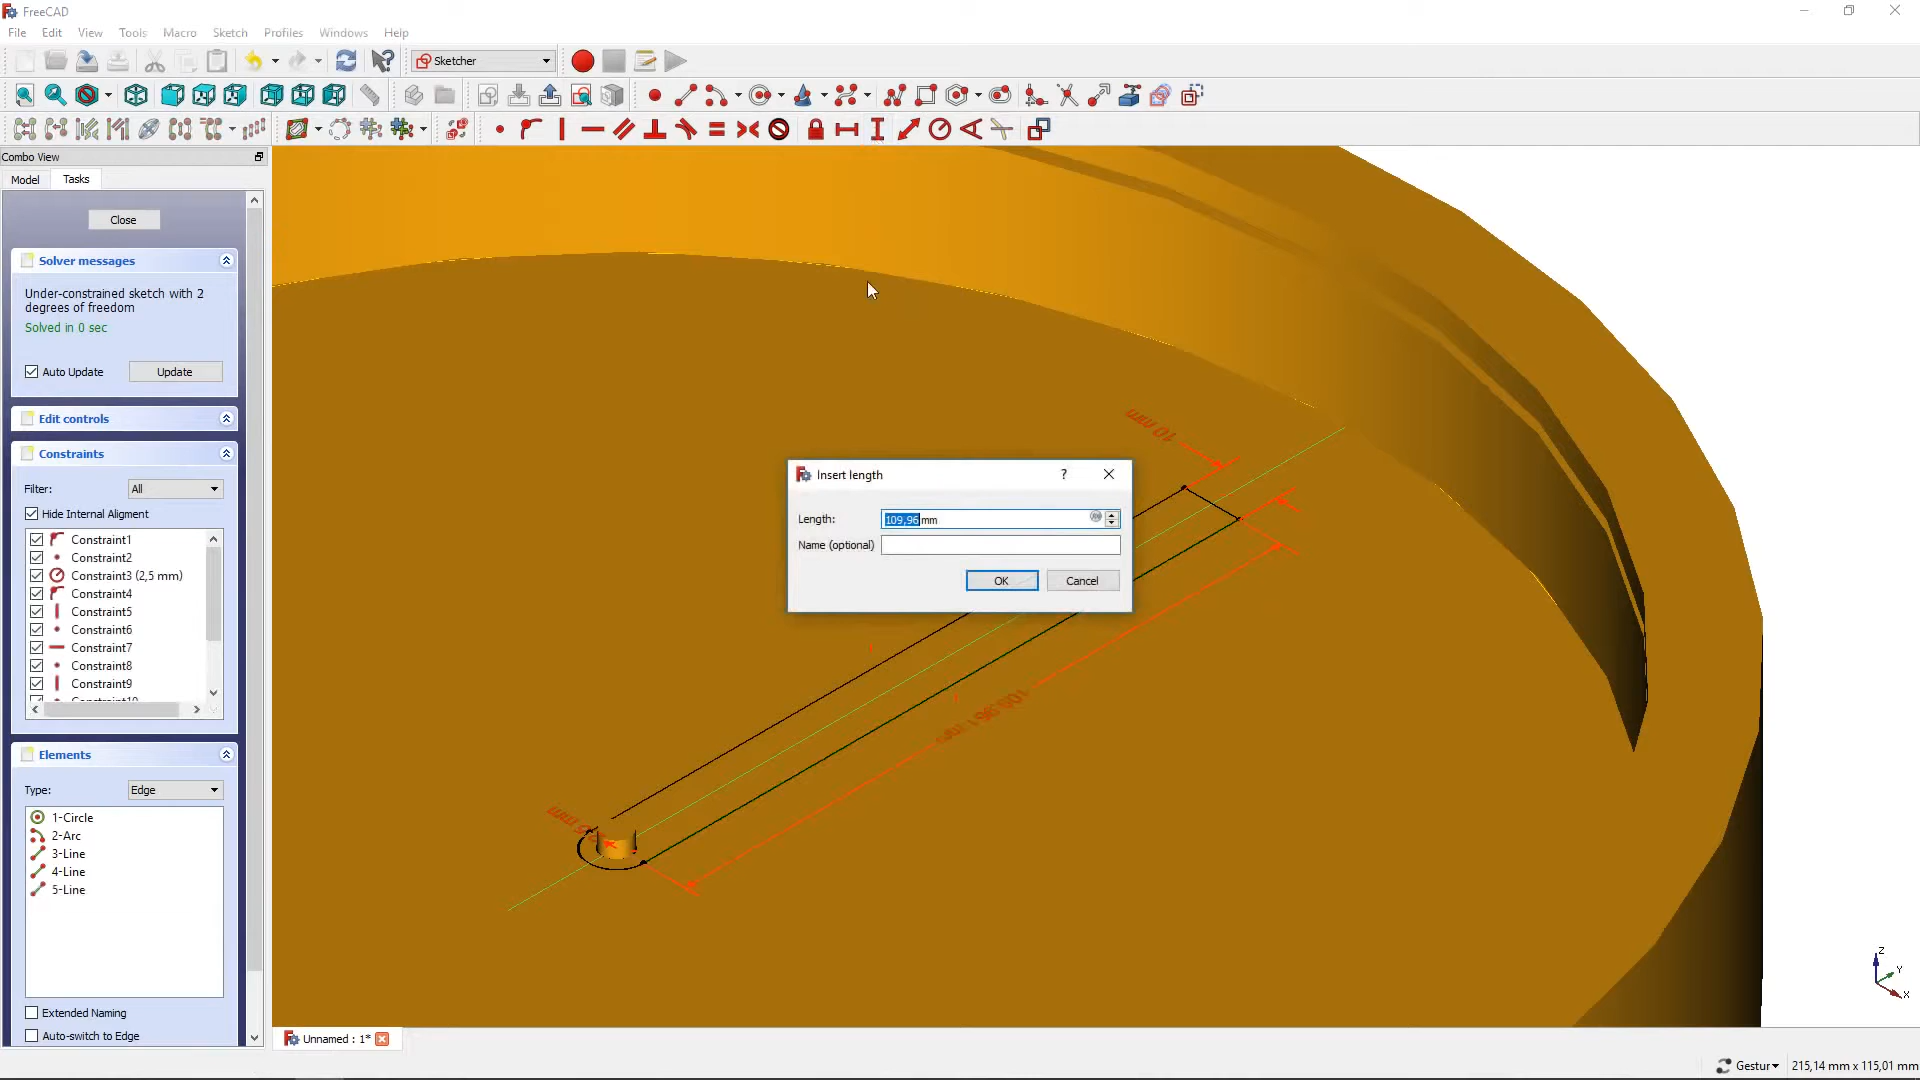 FreeCAD
File Edit View Tools Macro Sketch Profiles Windows Help
Sketcher
Combo View
Model Tasks
Close
Solver messages
Under-constrained sketch with 2
degrees of freedom
Solved in 0 sec
Auto Update Update
Edit controls
Constraints
Filter: All
Hide Internal Aligment
Constraint1
Constraint2
Constraint3 (2,5 mm)
Constraint4
Constraint5
Constraint6
Constraint7
Constraint8
Constraint9
Constraint10
Elements
Type: Edge
1-Circle
2-Arc
3-Line
4-Line
5-Line
Extended Naming
Auto-switch to Edge
10 mm
Insert length ?
Length: 109,96 mm
Name (optional)
OK Cancel
Z
Y
X
Unnamed : 1*
Gestur 215,14 mm x 115,01 mm